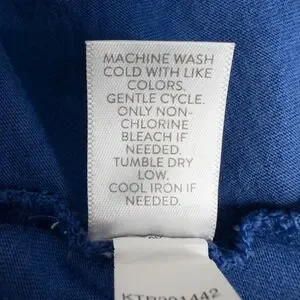 MACHINE WASH
COLD WITH LIKE
COLORS.
GENTLE CYCLE.
ONLY NON-
CHLORINE
BLEACH IF
NEEDED.
TUMBLE DRY
LOW.
COOL IRON IF
NEEDED.